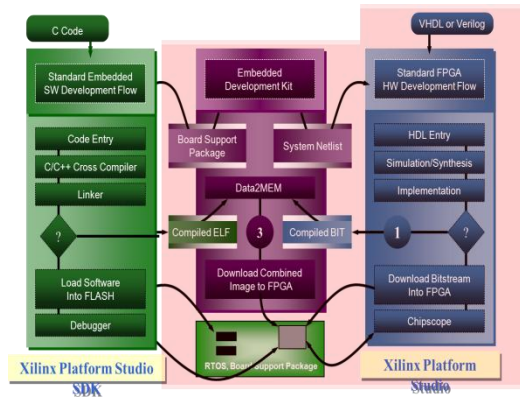 C Code
VHDL or Verilog
Standard Embedded
SW Development Flow
Embedded
Development Kit
Standard FPGA
HW Development Flow
Board Support
Package
System Netlist
Code Entry
C/C++ Cross Compiler
Linker
HDL Entry
Simulation/Synthesis
Implementation
Data2MEM
?
Compiled ELF
3
Compiled BIT
1
?
Load Software
Into FLASH
Download Combined
Image to FPGA
Download Bitstream
Into FPGA
Debugger
Chipscope
RTOS, Board Support Package
Xilinx Platform Studio
SDK
Xilinx Platform
Studio